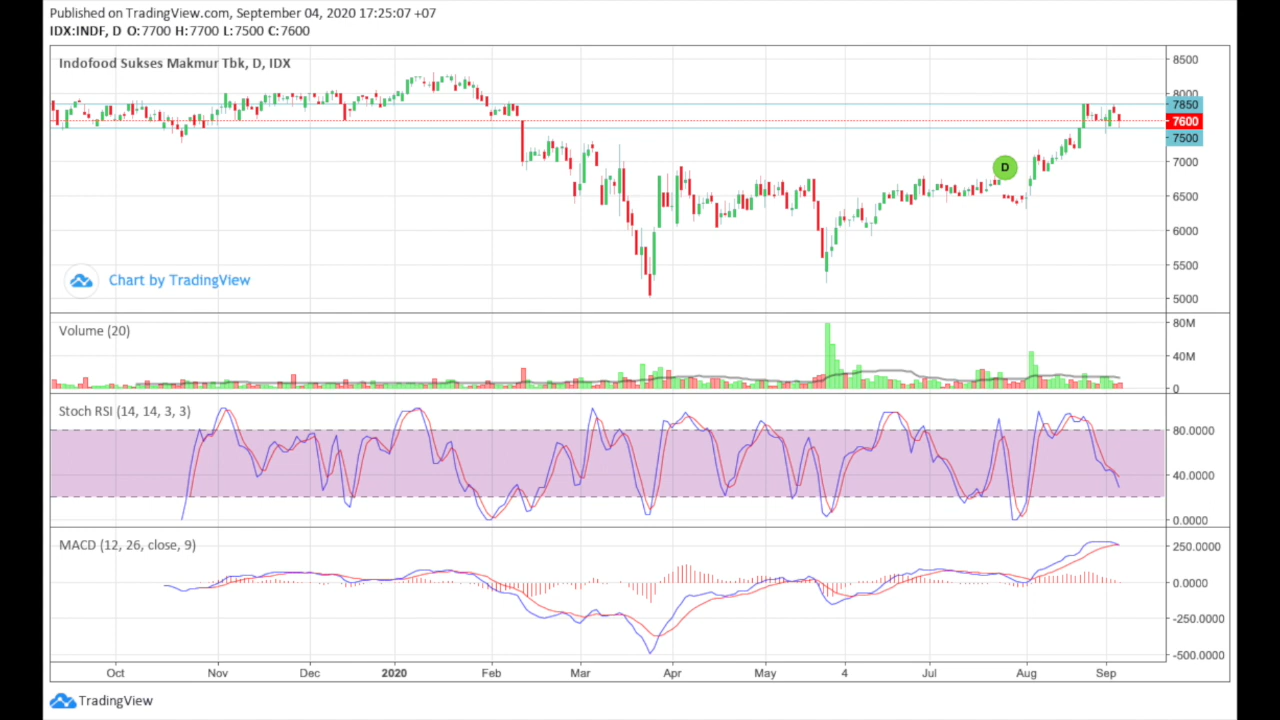 Published on TradingView.com, September 04, 2020 17:25:07 +07
IDX:INDF, D O:7700 H:7700 L:7500 C:7600
Indofood Sukses Makmur Tbk, D, IDX
8500
8000
7850
7600
7500
7000
D
6500
6000
5500
5000
Chart by TradingView
Volume (20)
80M
40M
0
Stoch RSI (14, 14, 3, 3)
80.0000
40.0000
0.0000
MACD (12, 26, close, 9)
250.0000
0.0000
-250.0000
-500.0000
Oct Nov Dec 2020 Feb Mar Apr May 4 Jul Aug Sep
TradingView